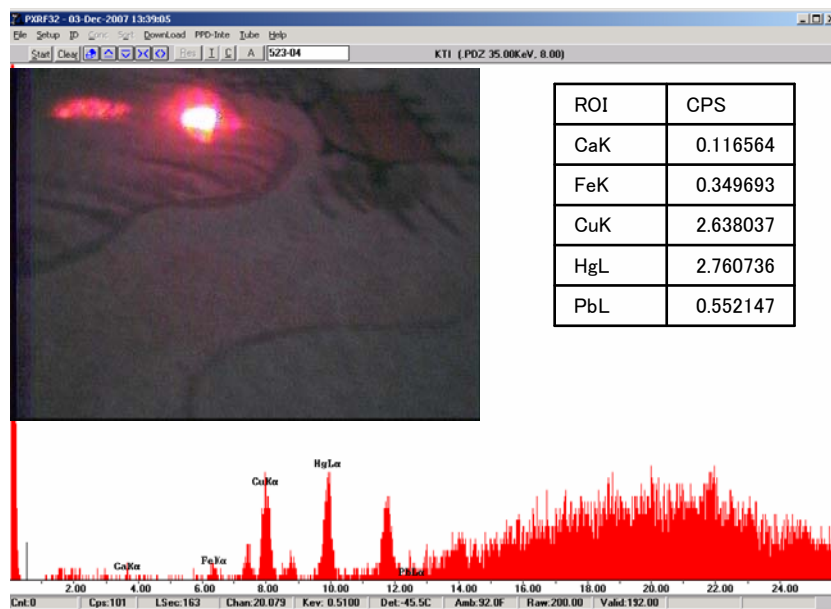 PXRF32 - 03-Dec-2007 13:39:05
File Setup ID Conc Sort DownLoad PPD-Inte Tube Help
Start Clear Res I C A 523-04 KTI (.PDZ 35.00KeV, 8.00)
ROI CPS
CaK 0.116564
FeK 0.349693
CuK 2.638037
HgL 2.760736
PbL 0.552147
HgLα
CuKα
CaKα FeKα PbLα
2.00 4.00 6.00 8.00 10.00 12.00 14.00 16.00 18.00 20.00 22.00 24.00
Cnt:0 Cps:101 LSec:163 Chan:20.079 Kev: 0.5100 Det:-45.5C Amb:92.0F Raw:200.00 Valid:192.00